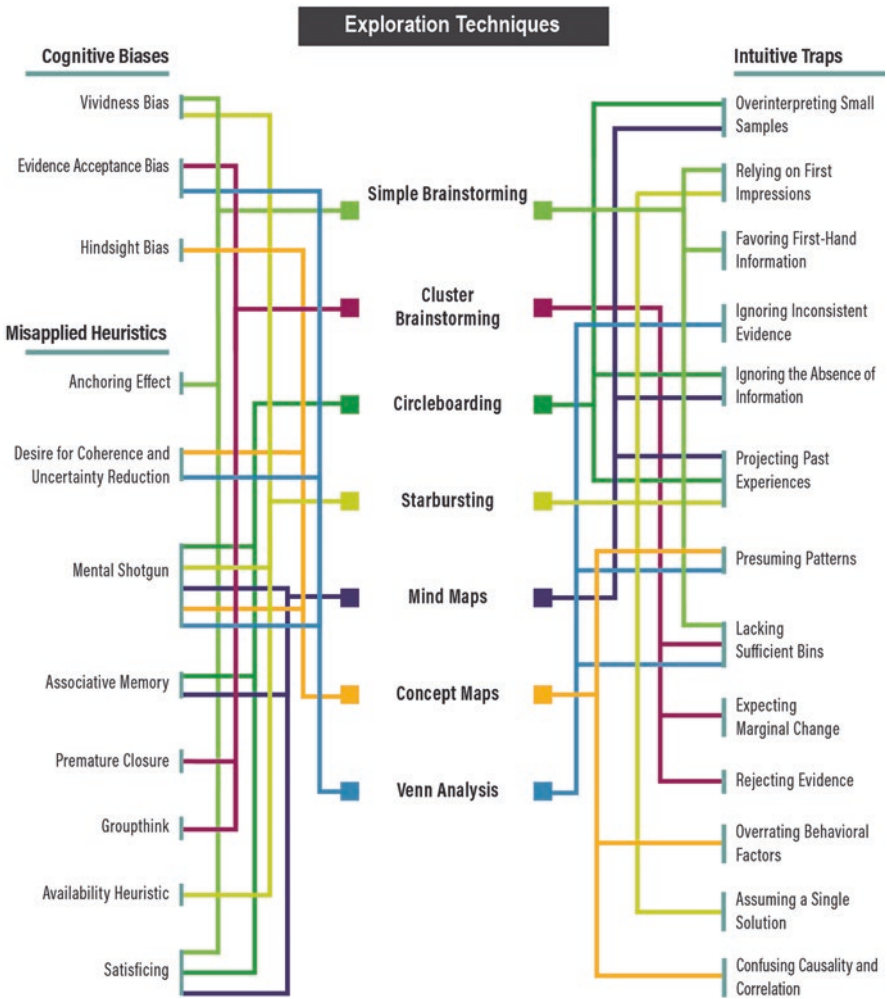 Exploration Techniques
Cognitive Biases
Vividness Bias
Evidence Acceptance Bias
Hindsight Bias
Misapplied Heuristics
Anchoring Effect
Desire for Coherence and
Uncertainty Reduction
Mental Shotgun
Associative Memory
Premature Closure
Groupthink
Availability Heuristic
Satisficing
Simple Brainstorming
Cluster
Brainstorming
Circleboarding
Starbursting
Mind Maps
Concept Maps
Venn Analysis
Intuitive Traps
Overinterpreting Small
Samples
Relying on First
Impressions
Favoring First-Hand
Information
Ignoring Inconsistent
Evidence
Ignoring the Absence of
Information
Projecting Past
Experiences
Presuming Patterns
Lacking
Sufficient Bins
Expecting
Marginal Change
Rejecting Evidence
Overrating Behavioral
Factors
Assuming a Single
Solution
Confusing Causality and
Correlation